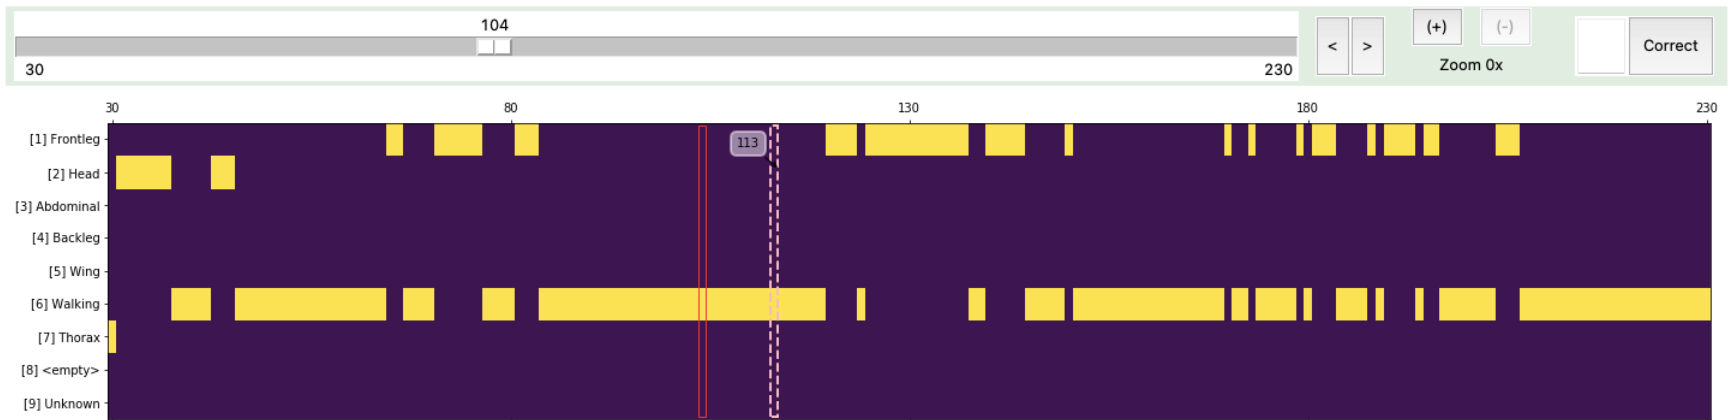 104
30 230
< > (+) (-) Correct
Zoom 0x
30 80 130 180 230
[1] Frontleg
113
[2] Head
[3] Abdominal
[4] Backleg
[5] Wing
[6] Walking
[7] Thorax
[8] <empty>
[9] Unknown